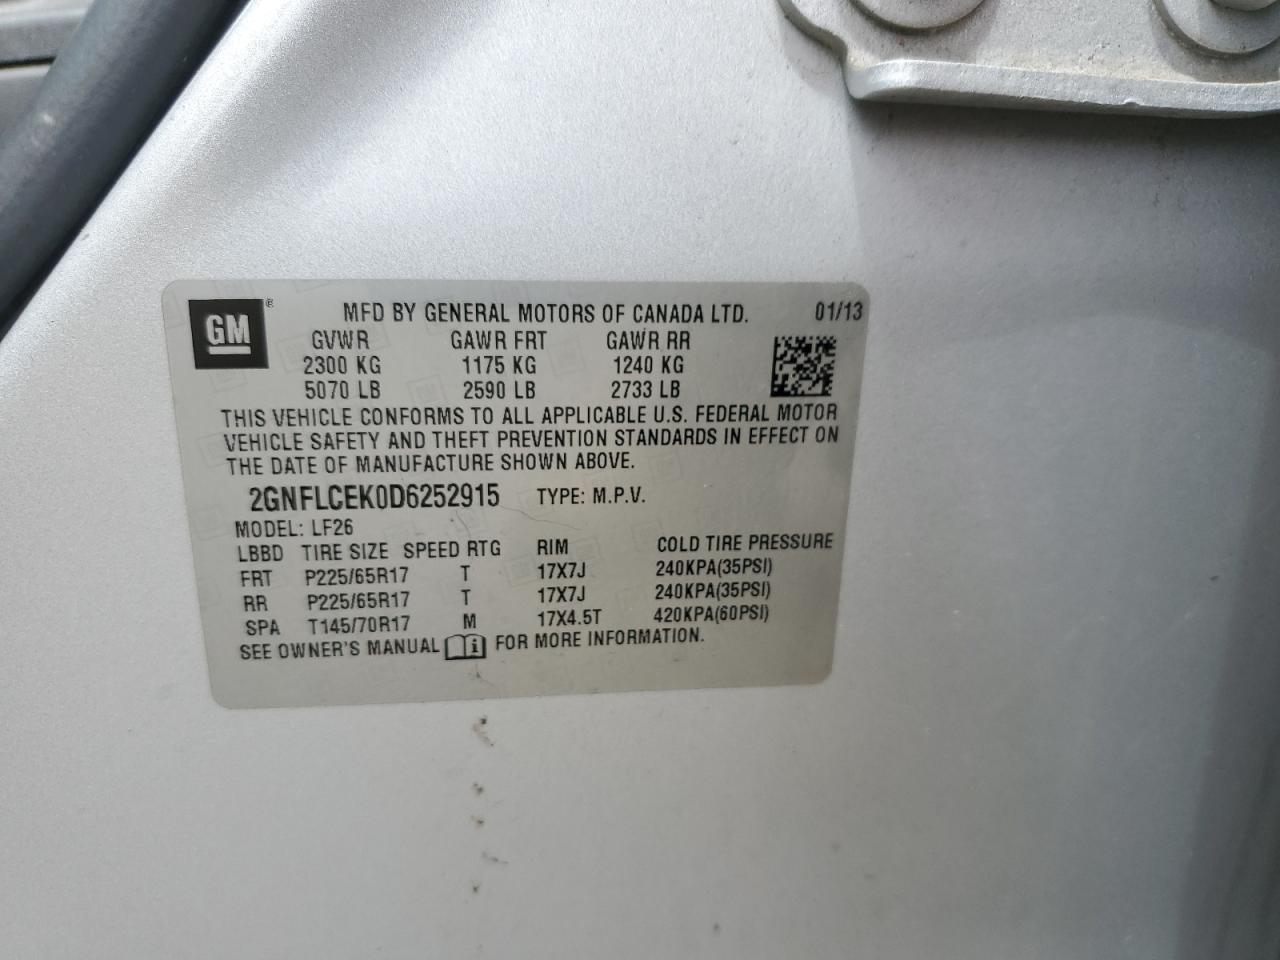 GM ®
MFD BY GENERAL MOTORS OF CANADA LTD. 01/13
GVWR GAWR FRT GAWR RR
2300 KG 1175 KG 1240 KG
5070 LB 2590 LB 2733 LB
THIS VEHICLE CONFORMS TO ALL APPLICABLE U.S. FEDERAL MOTOR
VEHICLE SAFETY AND THEFT PREVENTION STANDARDS IN EFFECT ON
THE DATE OF MANUFACTURE SHOWN ABOVE.
2GNFLCEK0D6252915 TYPE: M.P.V.
MODEL: LF26
LBBD TIRE SIZE SPEED RTG RIM COLD TIRE PRESSURE
FRT P225/65R17 T 17X7J 240KPA(35PSI)
RR P225/65R17 T 17X7J 240KPA(35PSI)
SPA T145/70R17 M 17X4.5T 420KPA(60PSI)
SEE OWNER'S MANUAL i FOR MORE INFORMATION.